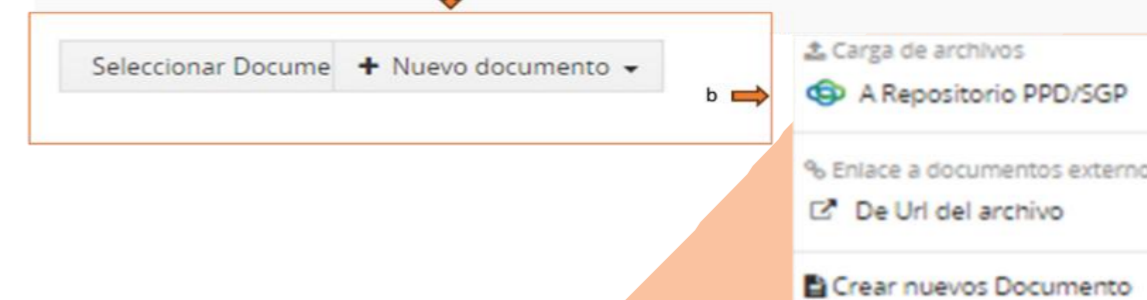 Seleccionar Docume
+ Nuevo documento
b
Carga de archivos
A Repositorio PPD/SGP
Enlace a documentos externo
De Url del archivo
Crear nuevos Documento